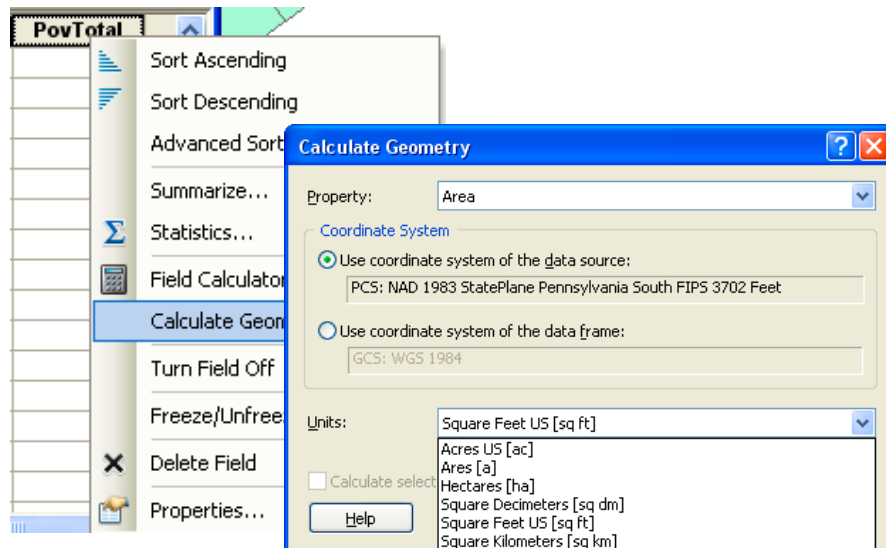 PovTotal
Sort Ascending
Sort Descending
Advanced Sort
Summarize...
Statistics...
Field Calculator
Calculate Geom
Turn Field Off
Freeze/Unfree
Delete Field
Properties...
Calculate Geometry
Property: Area
Coordinate System
Use coordinate system of the data source:
PCS: NAD 1983 StatePlane Pennsylvania South FIPS 3702 Feet
Use coordinate system of the data frame:
GCS: WGS 1984
Units: Square Feet US [sq ft]
Acres US [ac]
Ares [a]
Hectares [ha]
Square Decimeters [sq dm]
Square Feet US [sq ft]
Square Kilometers [sq km]
Calculate select
Help